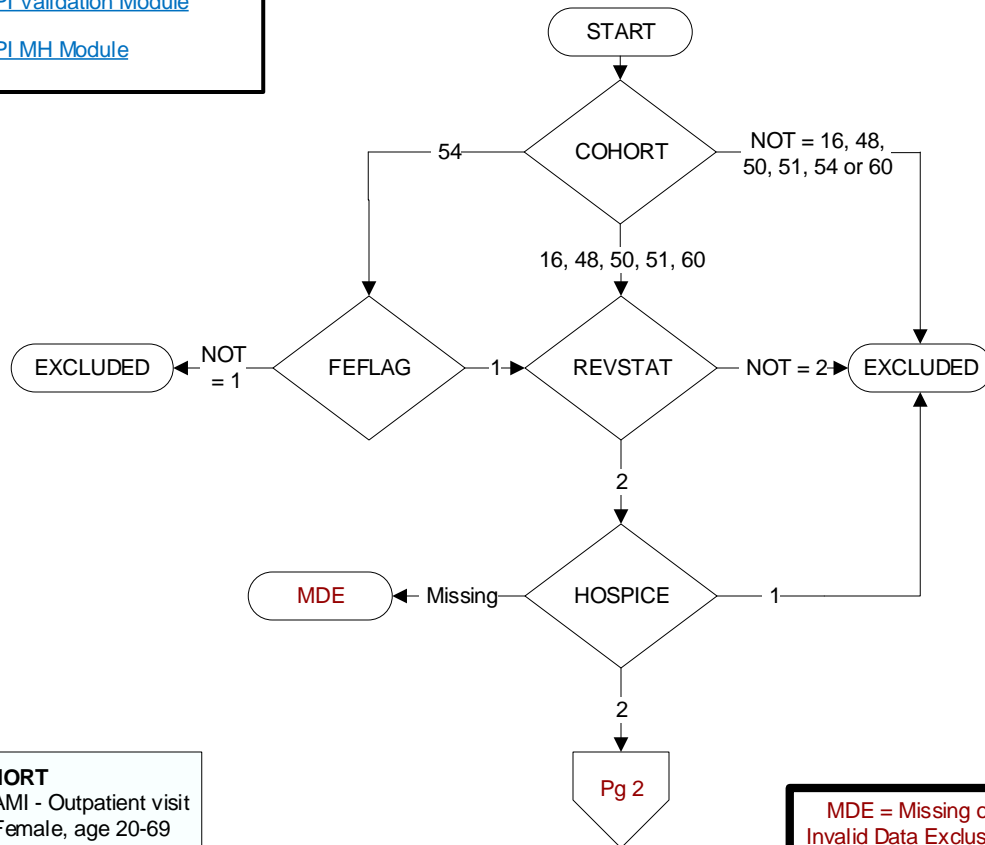 PI Validation Module
PI MH Module
START
COHORT
54
NOT = 16, 48,
50, 51, 54 or 60
16, 48, 50, 51, 60
EXCLUDED
NOT
= 1
FEFLAG
1
REVSTAT
NOT = 2
EXCLUDED
2
MDE
Missing
HOSPICE
1
2
Pg 2
HORT
AMI - Outpatient visit
Female, age 20-69
MDE = Missing o
Invalid Data Exclus